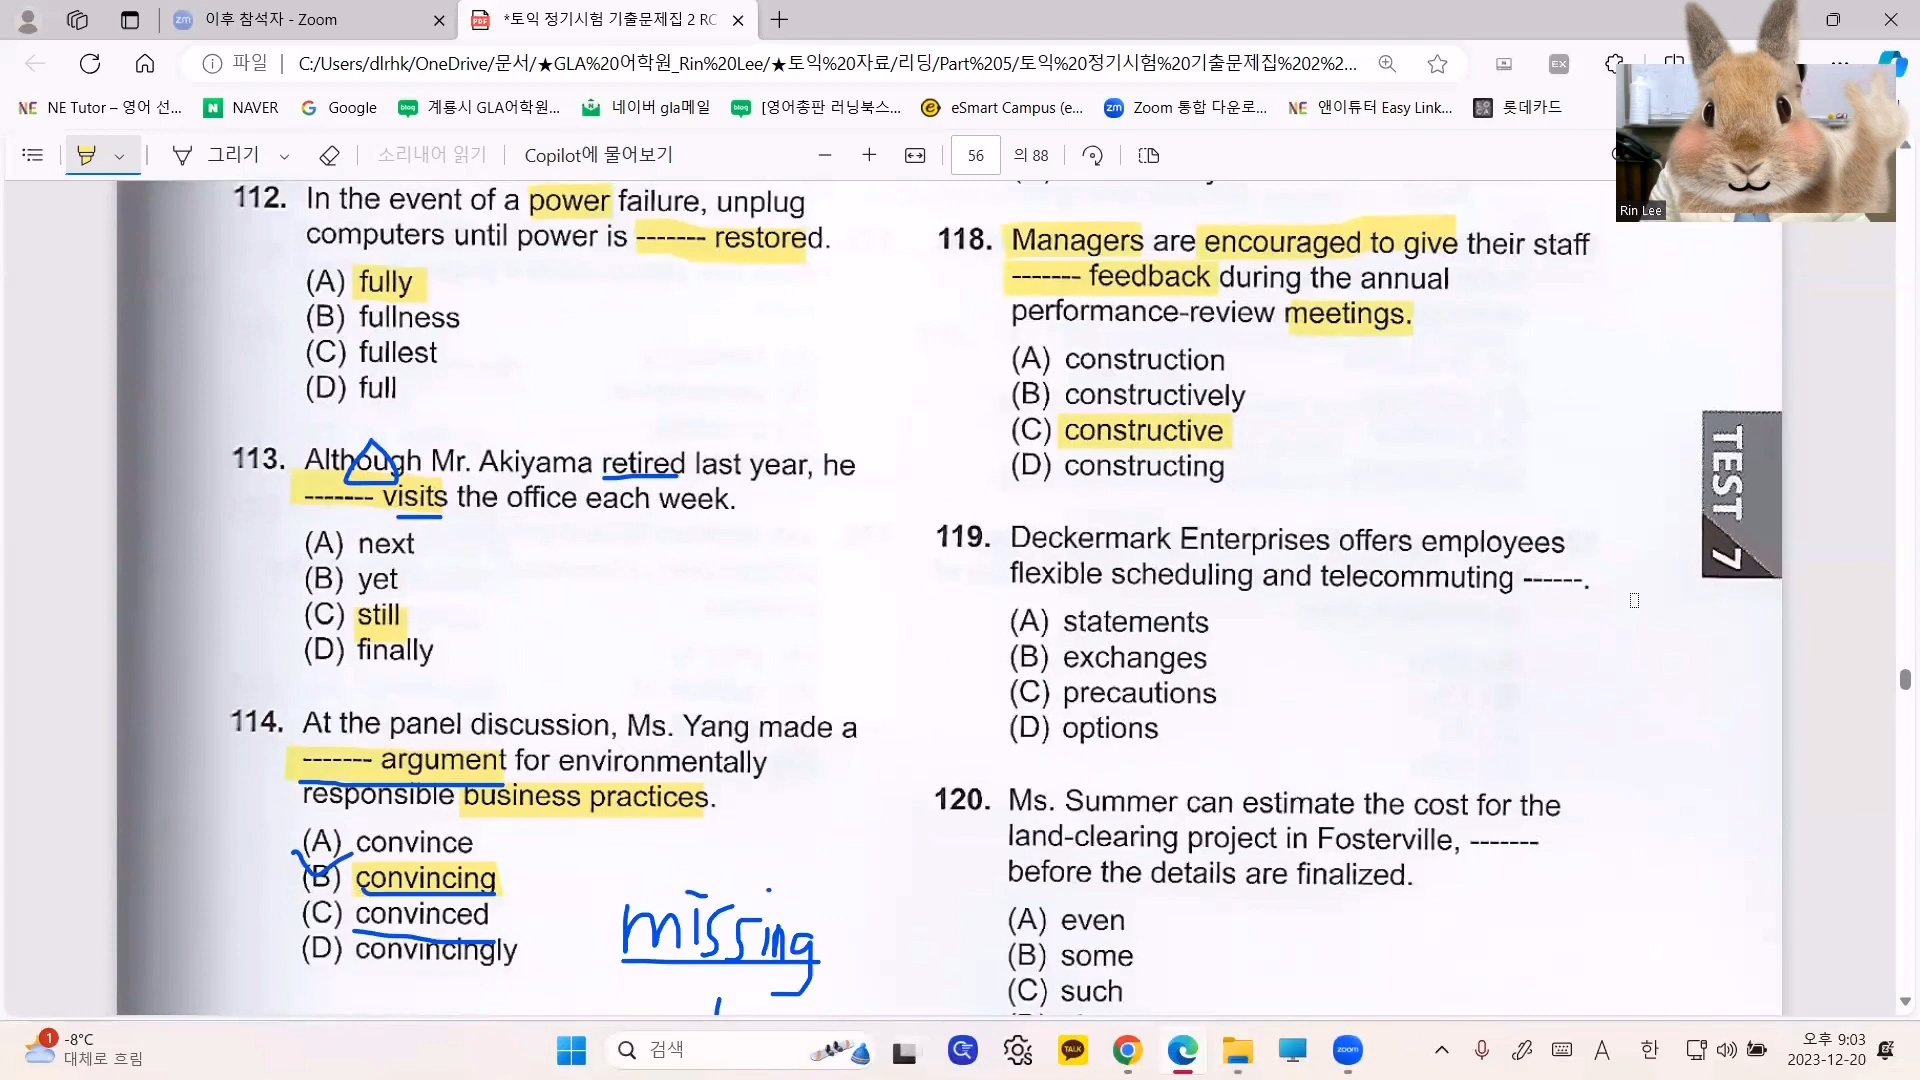 이후 참석자 - Zoom
*토익 정기시험 기출문제집 2 RC
파일
C:/Users/dlrhk/OneDrive/문서/★GLA%20어학원_Rin%20Lee/★토익%20자료/리딩/Part%205/토익%20정기시험%20기출문제집%202%2...
EX
NE Tutor – 영어 선...
NAVER
Google
계룡시 GLA어학원...
네이버 gla메일
[영어총판 러닝북스...
eSmart Campus (e...
Zoom 통합 다운로...
앤이튜터 Easy Link...
롯데카드
그리기
소리내어 읽기
Copilot에 물어보기
56
의 88
Rin Lee
112. In the event of a power failure, unplug
computers until power is ------- restored.
(A) fully
(B) fullness
(C) fullest
(D) full
113. Although Mr. Akiyama retired last year, he
------- visits the office each week.
(A) next
(B) yet
(C) still
(D) finally
114. At the panel discussion, Ms. Yang made a
------- argument for environmentally
responsible business practices.
(A) convince
(B) convincing
(C) convinced
(D) convincingly
missing
118. Managers are encouraged to give their staff
------- feedback during the annual
performance-review meetings.
(A) construction
(B) constructively
(C) constructive
(D) constructing
119. Deckermark Enterprises offers employees
flexible scheduling and telecommuting ------.
(A) statements
(B) exchanges
(C) precautions
(D) options
120. Ms. Summer can estimate the cost for the
land-clearing project in Fosterville, -------
before the details are finalized.
(A) even
(B) some
(C) such
TEST 7
1
-8°C
대체로 흐림
검색
TALK
zoom
A
한
오후 9:03
2023-12-20